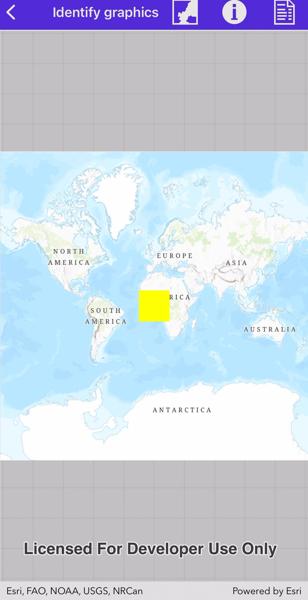 Identify graphics
NORTH
AMERICA
EUROPE
ASIA
RICA
SOUTH
AMERICA
AUSTRALIA
ANTARCTICA
Licensed For Developer Use Only
Esri, FAO, NOAA, USGS, NRCan Powered by Esri